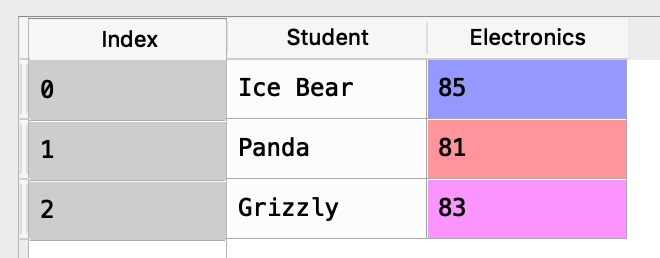 Index Student Electronics
0 Ice Bear 85
1 Panda 81
2 Grizzly 83